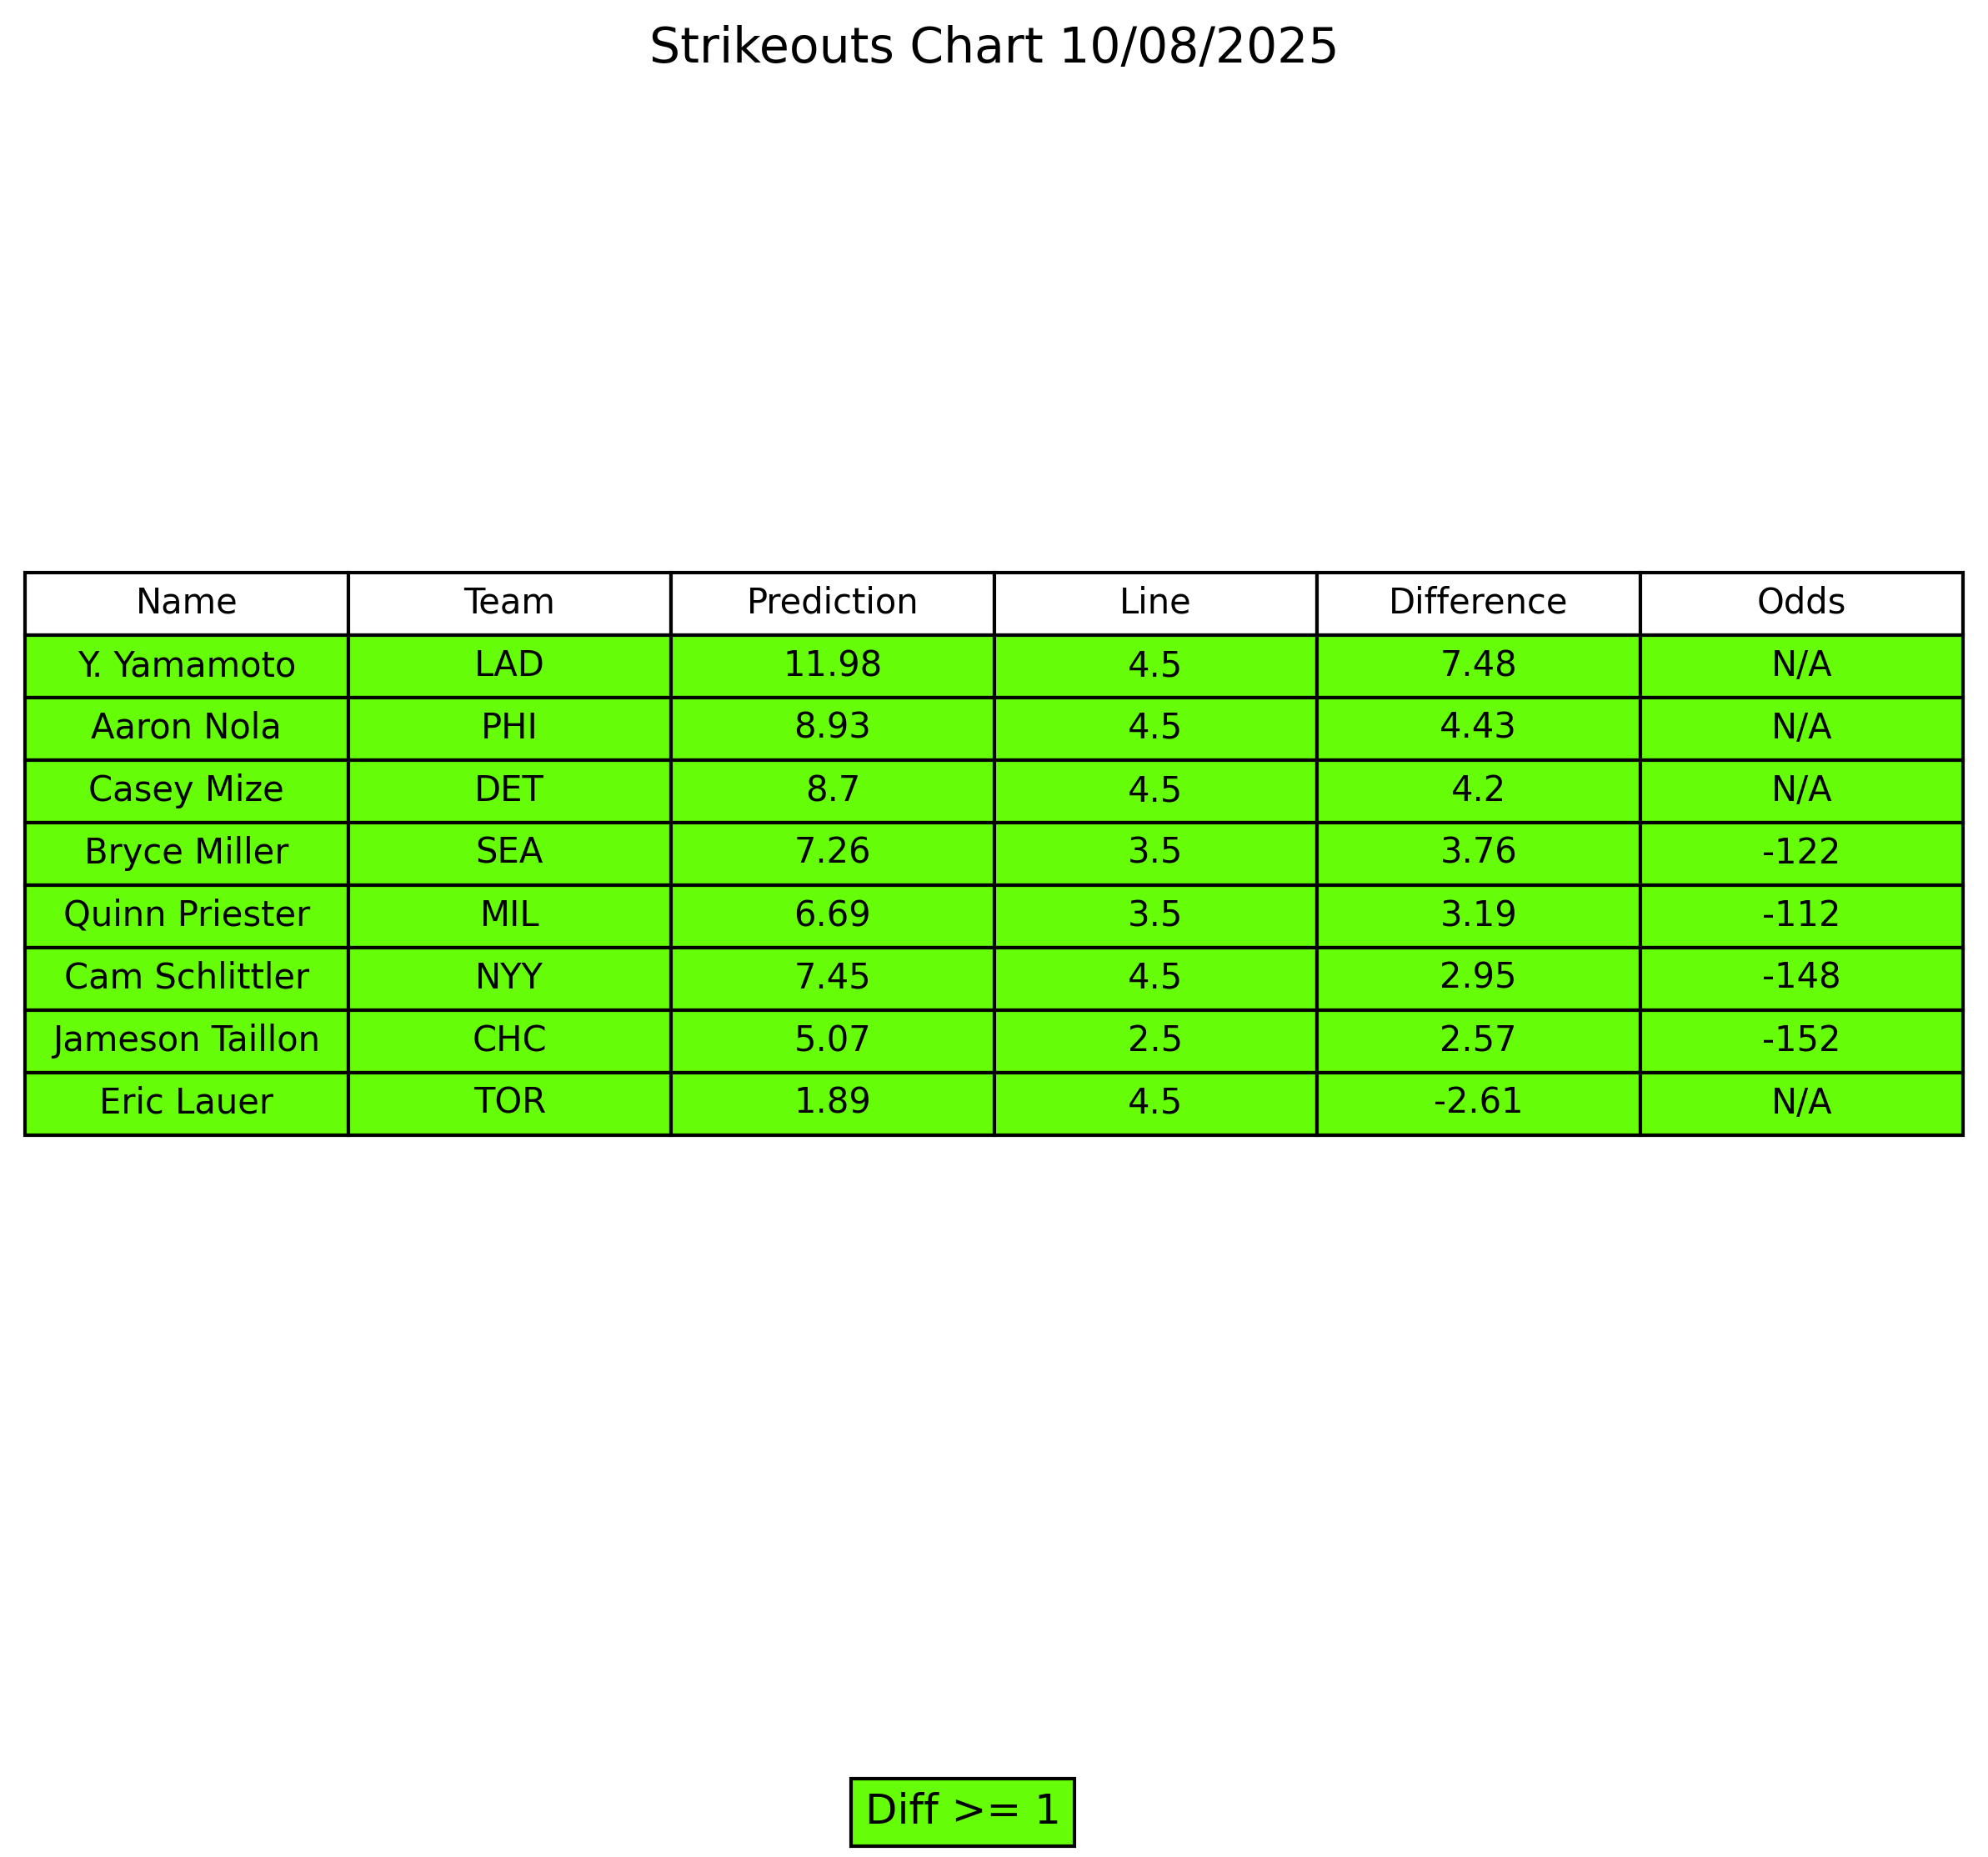 Strikeouts Chart 10/08/2025
Name Team Prediction Line Difference Odds
Y. Yamamoto LAD 11.98 4.5 7.48 N/A
Aaron Nola PHI 8.93 4.5 4.43 N/A
Casey Mize DET 8.7 4.5 4.2 N/A
Bryce Miller SEA 7.26 3.5 3.76 -122
Quinn Priester MIL 6.69 3.5 3.19 -112
Cam Schlittler NYY 7.45 4.5 2.95 -148
Jameson Taillon CHC 5.07 2.5 2.57 -152
Eric Lauer TOR 1.89 4.5 -2.61 N/A
Diff >= 1